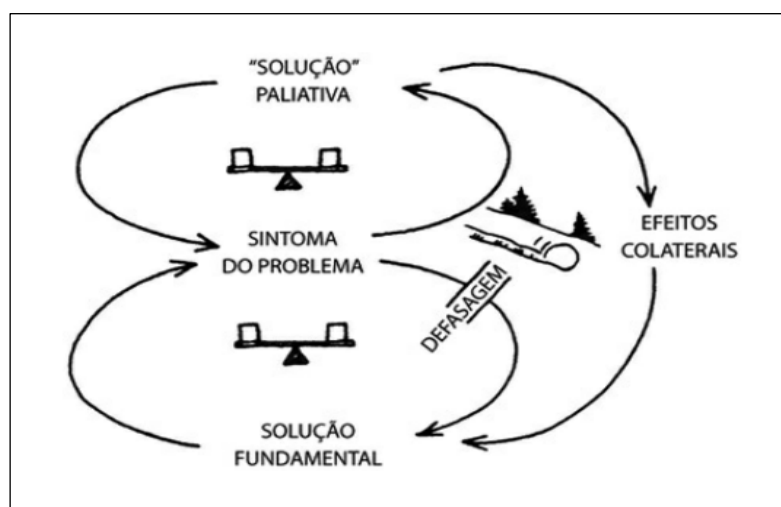 “SOLUÇÃO”
PALIATIVA
SINTOMA
DO PROBLEMA
EFEITOS
COLATERAIS
DEFASAGEM
SOLUÇÃO
FUNDAMENTAL